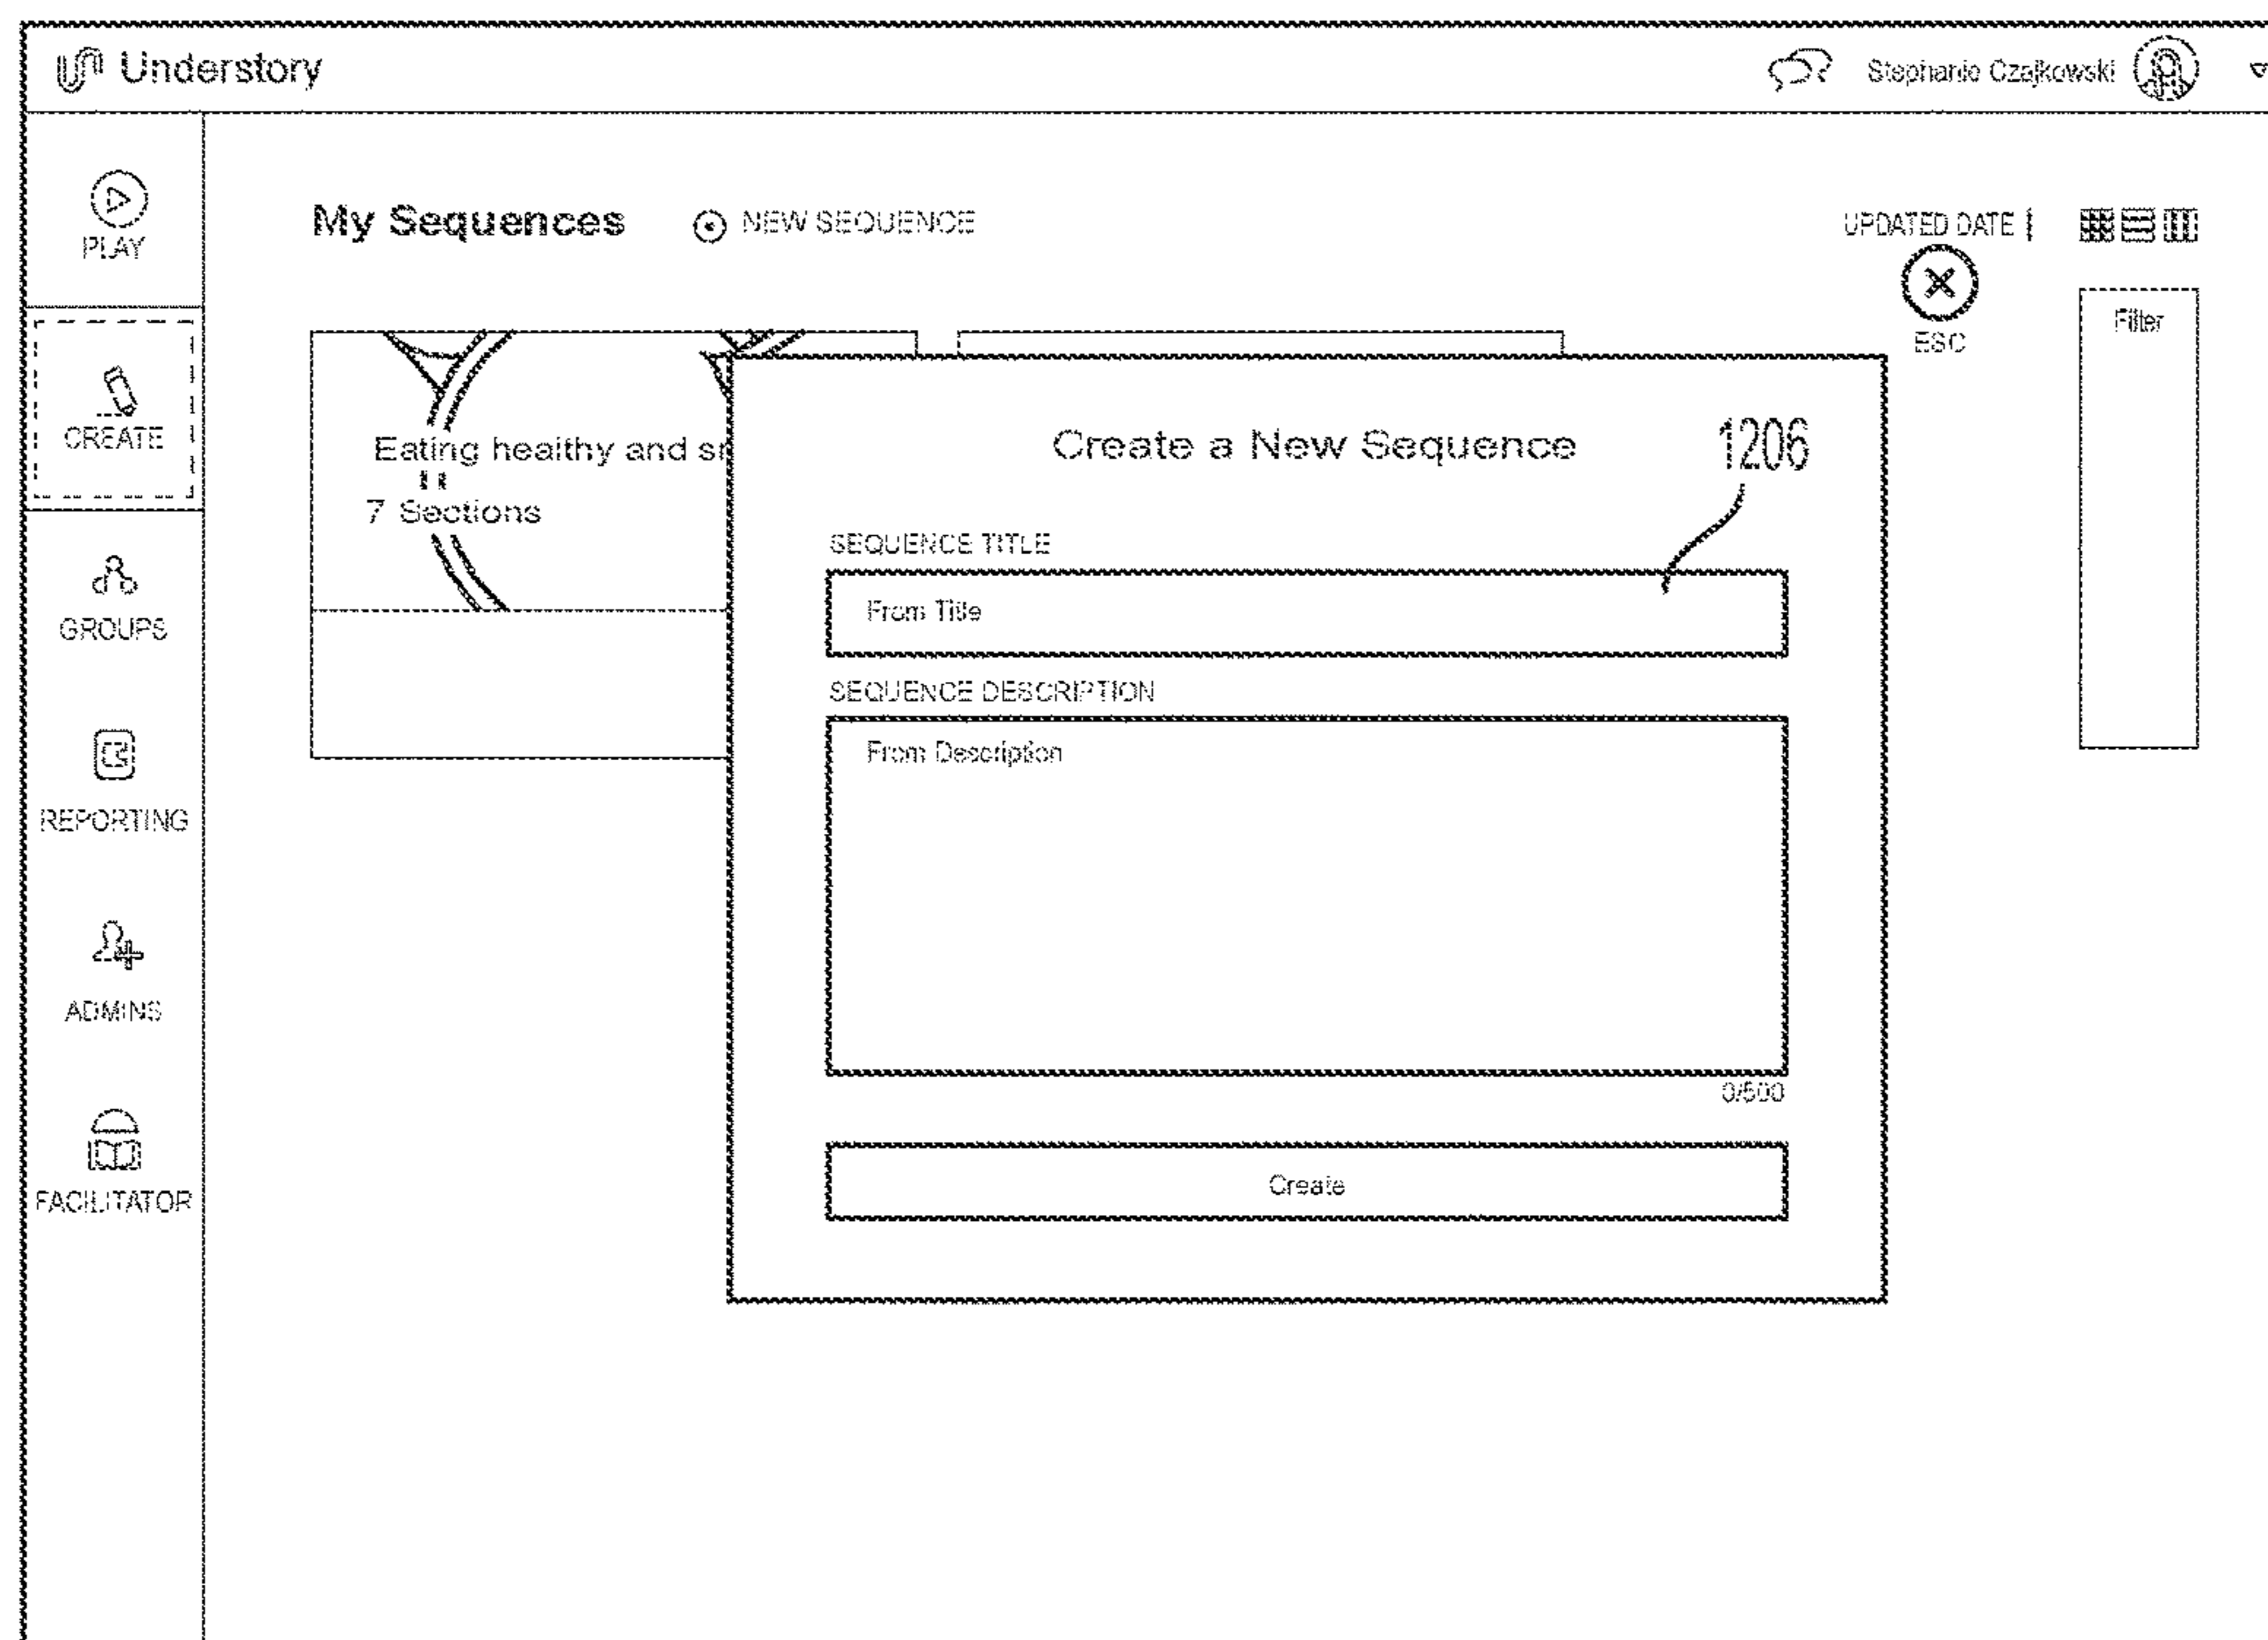 Understory
Stephanie Czajkowski
PLAY
CREATE
GROUPS
REPORTING
ADMINS
FACILITATOR
My Sequences
NEW SEQUENCE
UPDATED DATE
ESC
Filter
Eating healthy and
7 Sections
Create a New Sequence
1206
SEQUENCE TITLE
From Title
SEQUENCE DESCRIPTION
From Description
0/500
Create